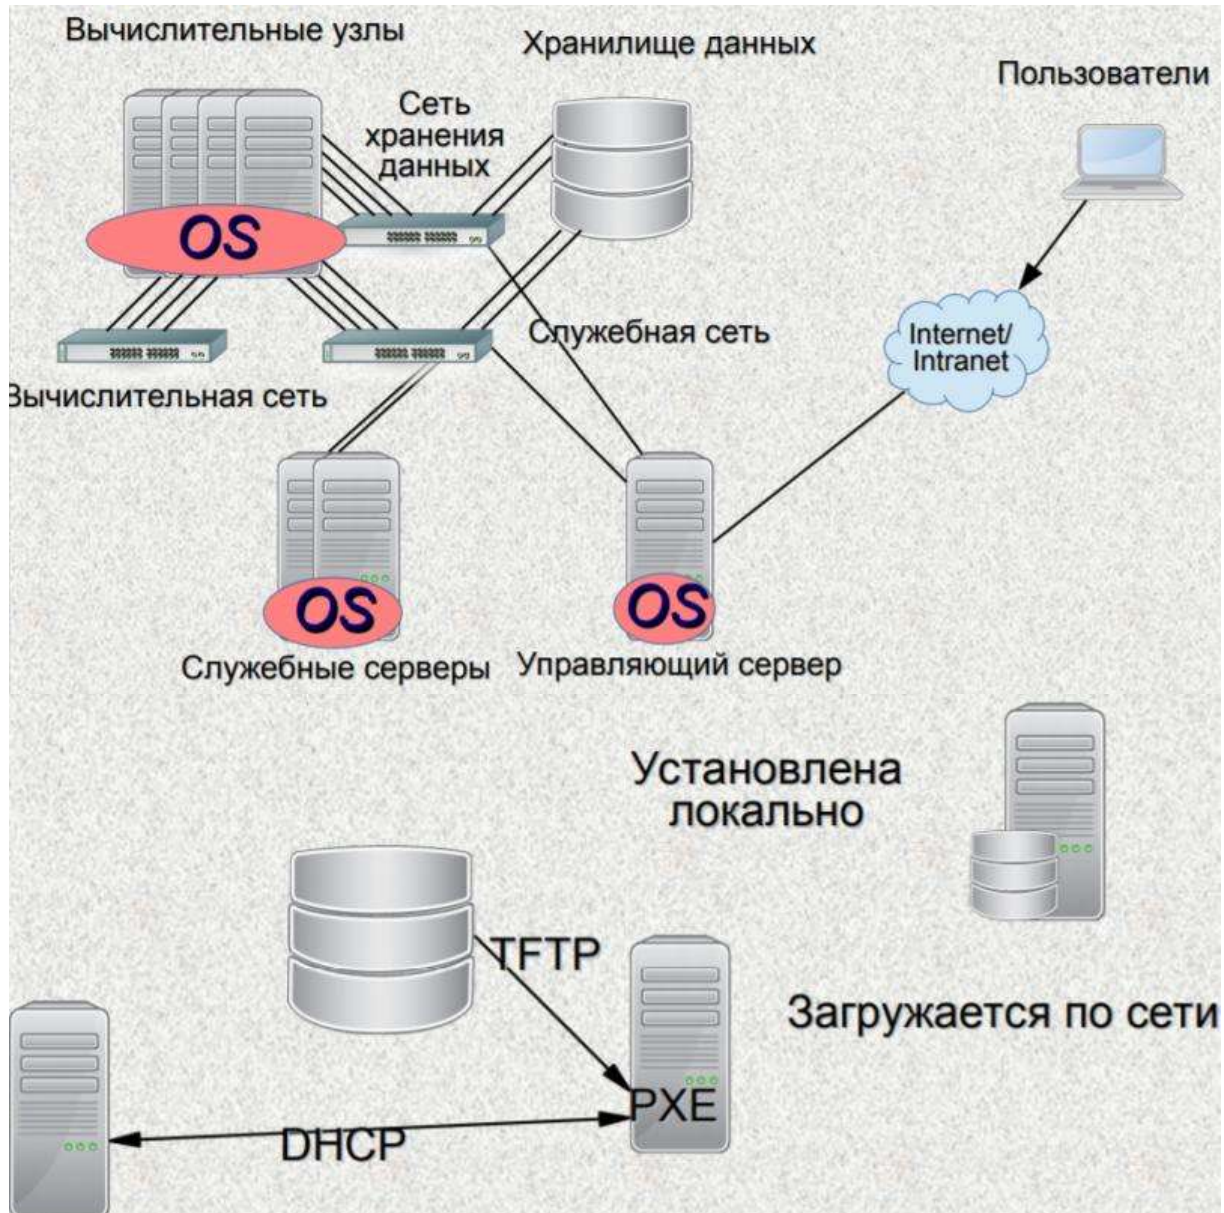 Вычислительные узлы
Хранилище данных
Пользователи
Сеть
хранения
данных
OS
Служебная сеть
Internet/
Intranet
Вычислительная сеть
OS
OS
Служебные серверы
Управляющий сервер
Установлена
локально
TFTP
Загружается по сети
PXE
DHCP